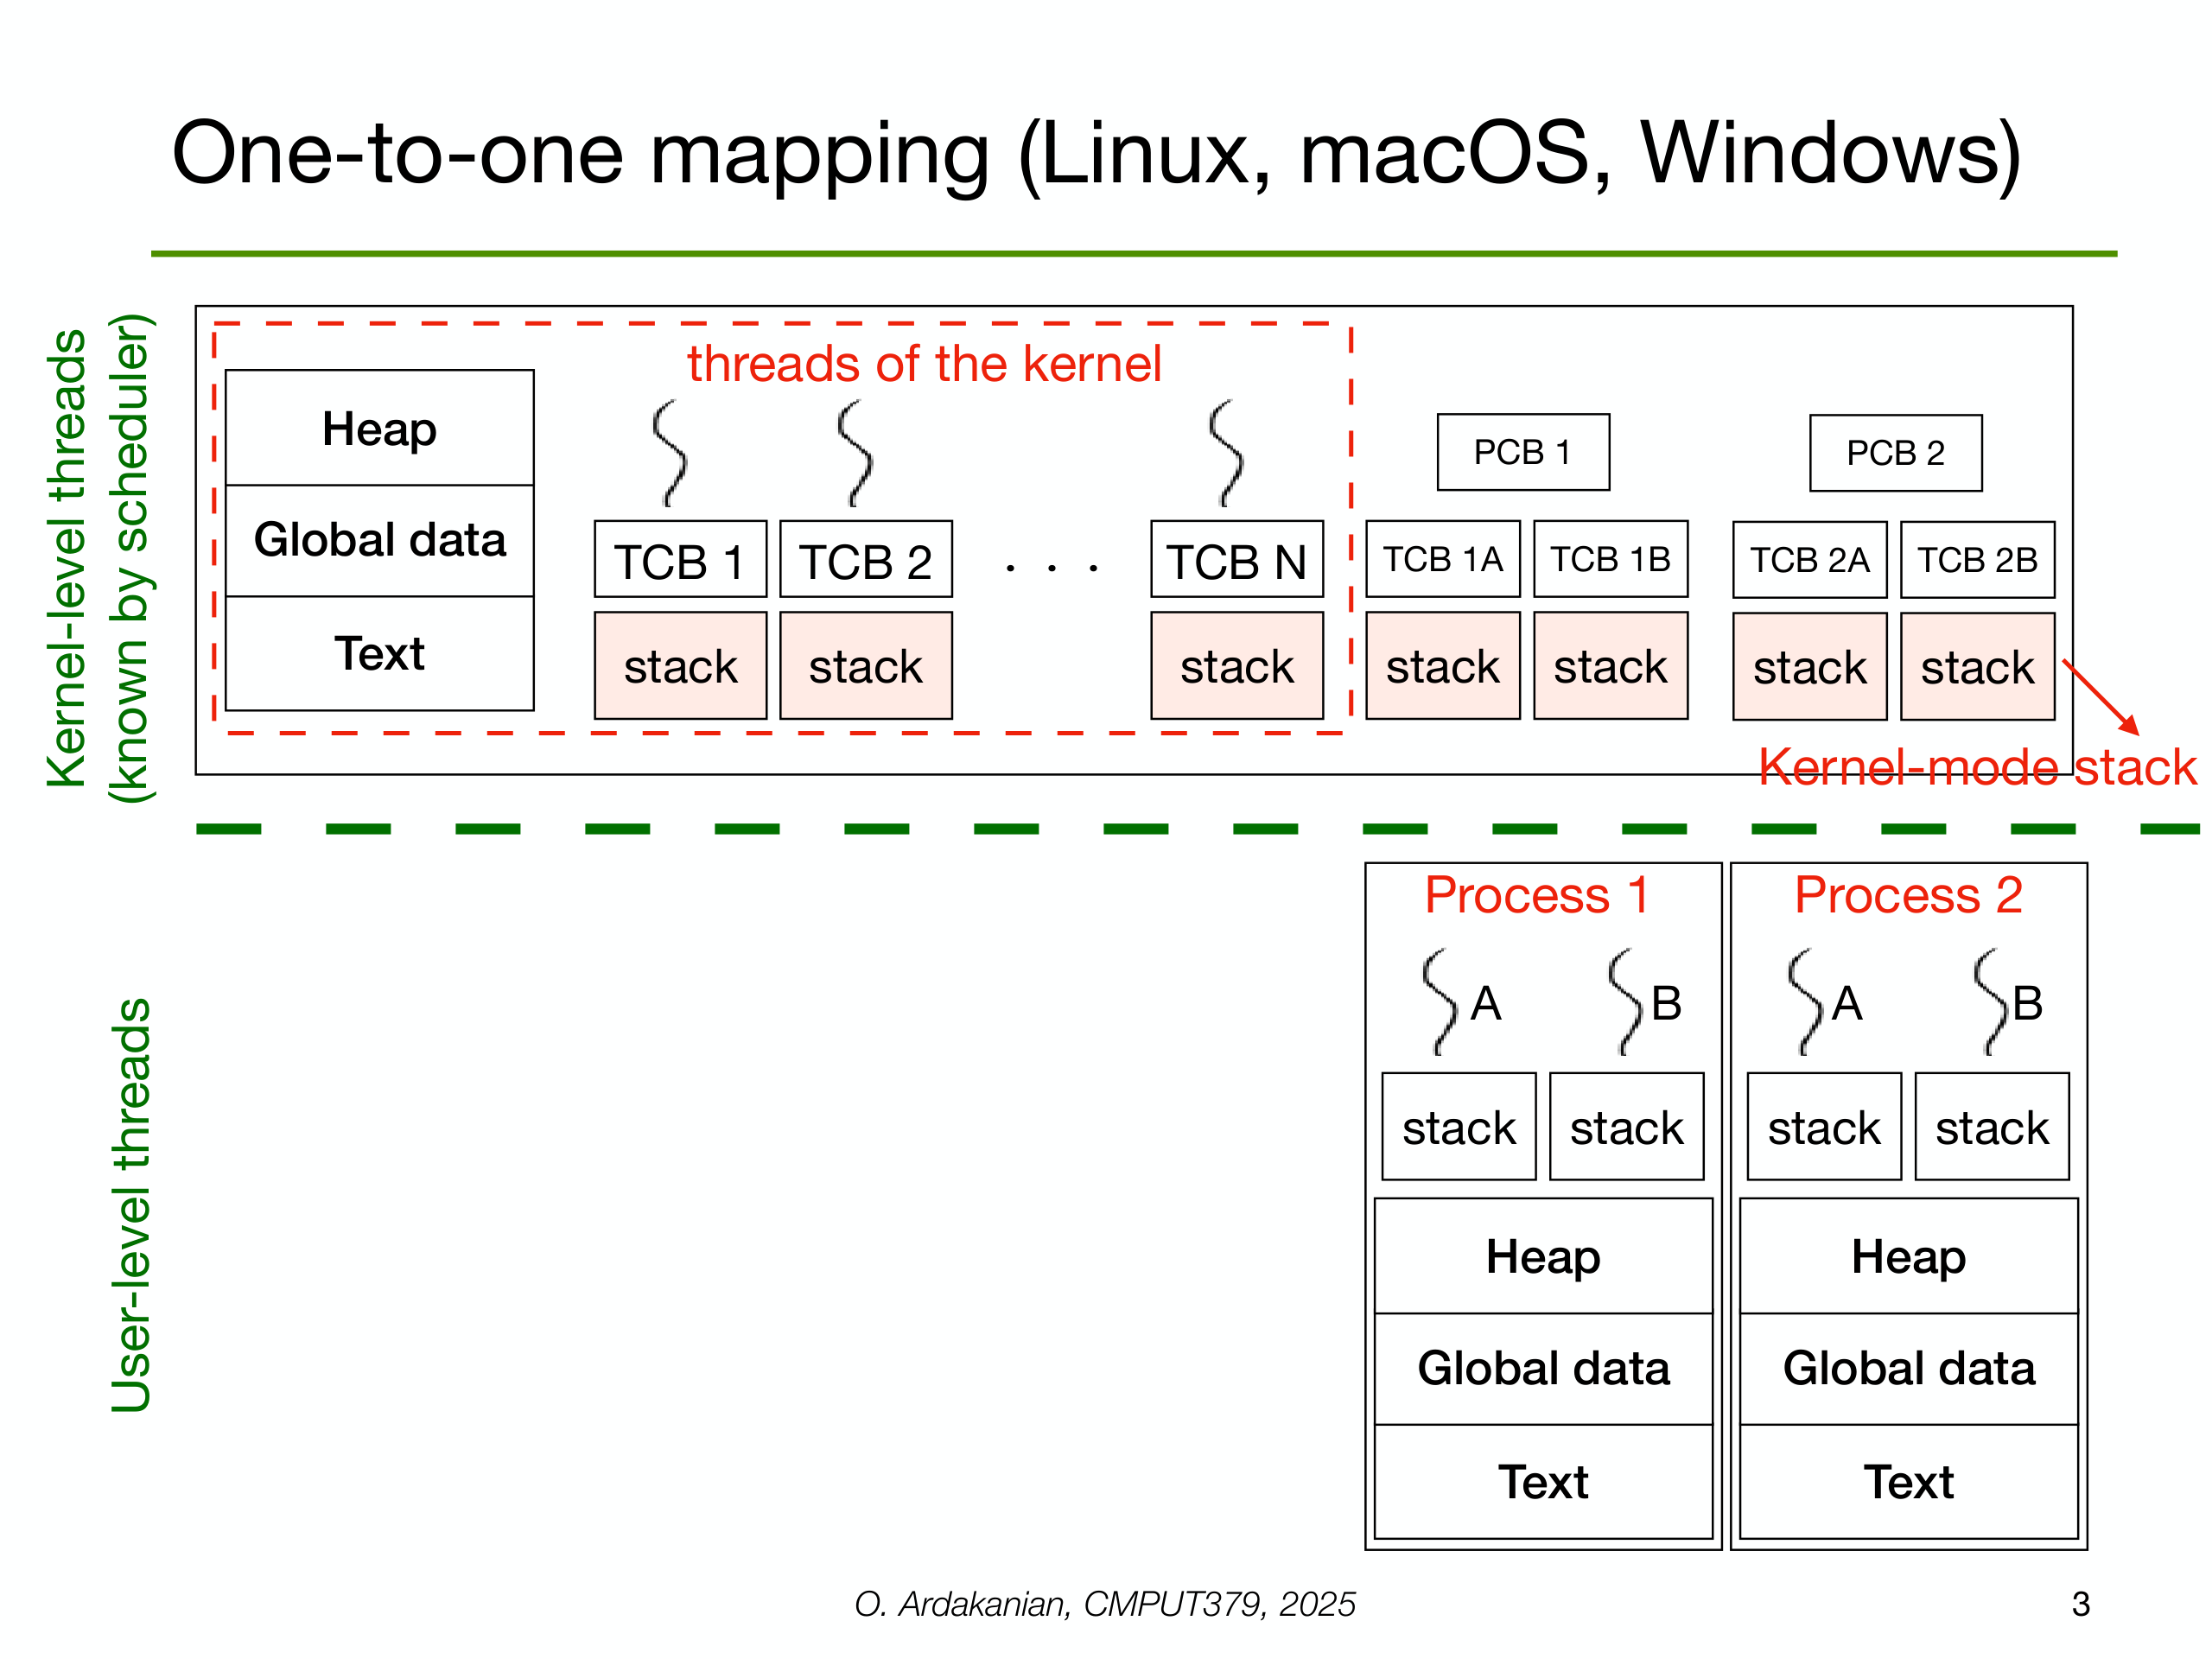 One-to-one mapping (Linux, macOS, Windows)
Kernel-level threads
(known by scheduler)
threads of the kernel
Heap
Global data
Text
TCB 1
TCB 2
. . .
TCB N
stack
stack
stack
PCB 1
PCB 2
TCB 1A
TCB 1B
TCB 2A
TCB 2B
stack
stack
stack
stack
Kernel-mode stack
User-level threads
Process 1
A
B
stack
stack
Heap
Global data
Text
Process 2
A
B
stack
stack
Heap
Global data
Text
O. Ardakanian, CMPUT379, 2025
3